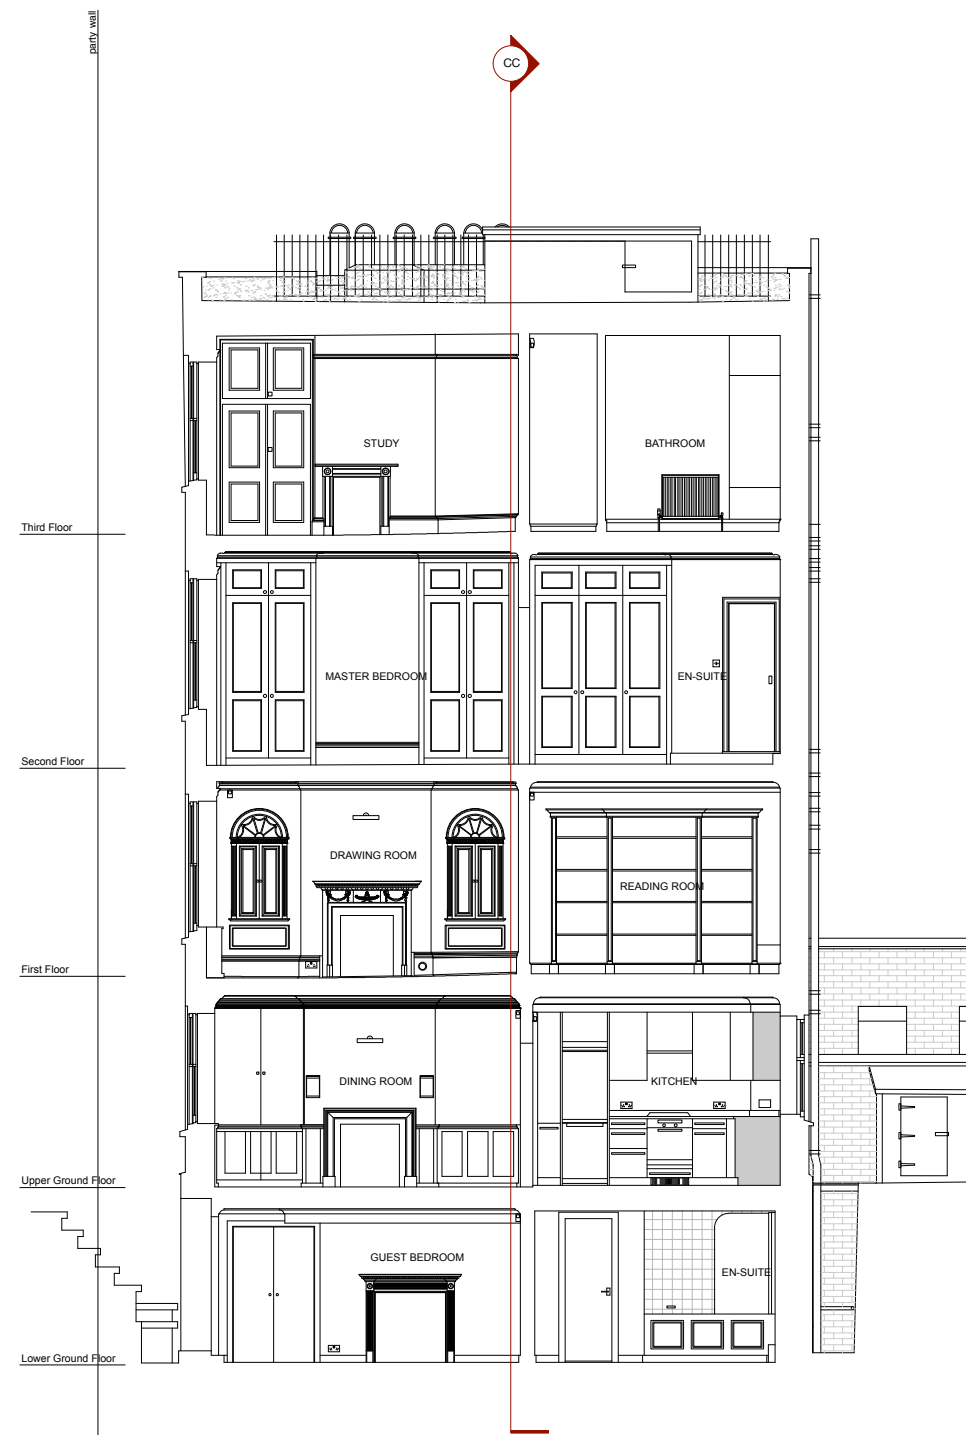 party wall
CC
STUDY
BATHROOM
Third Floor
MASTER BEDROOM
EN-SUITE
Second Floor
DRAWING ROOM
READING ROOM
First Floor
DINING ROOM
KITCHEN
Upper Ground Floor
GUEST BEDROOM
EN-SUITE
Lower Ground Floor